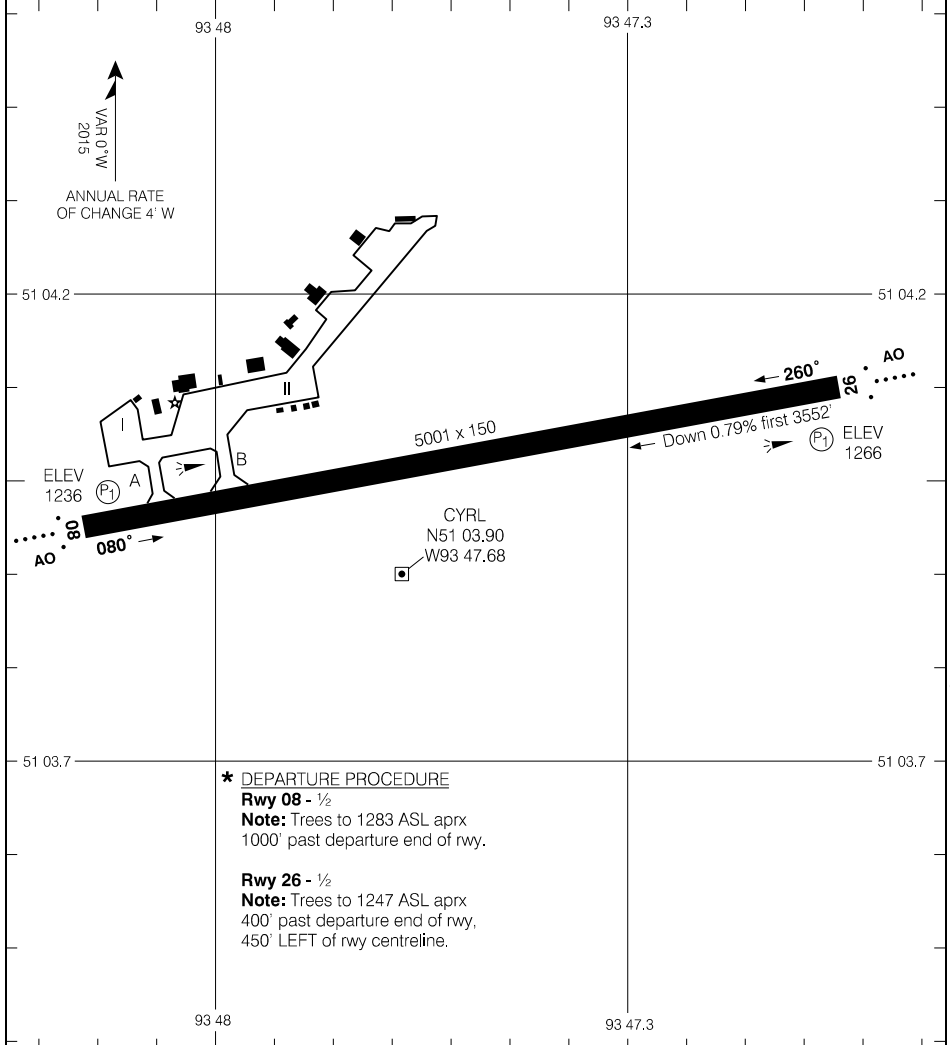 93 48
93 47.3
VAR 0°W
2015
ANNUAL RATE
OF CHANGE 4' W
51 04.2
51 04.2
AO
260°
26
II
I
5001 x 150
Down 0.79% first 3552'
P1
ELEV
1266
B
A
ELEV
1236
P1
CYRL
N51 03.90
W93 47.68
08
080°
AO
51 03.7
51 03.7
* DEPARTURE PROCEDURE
Rwy 08 - ½
Note: Trees to 1283 ASL aprx
1000' past departure end of rwy.
Rwy 26 - ½
Note: Trees to 1247 ASL aprx
400' past departure end of rwy,
450' LEFT of rwy centreline.
93 48
93 47.3